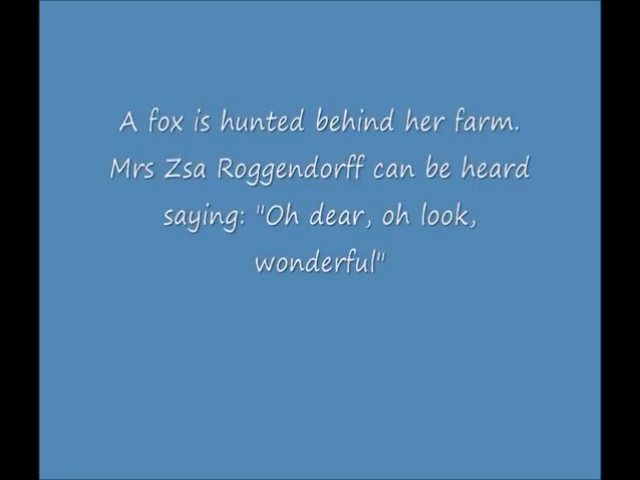 A fox is hunted behind her farm.
Mrs Zsa Roggendorff can be heard
saying: "Oh dear, oh look,
wonderful"